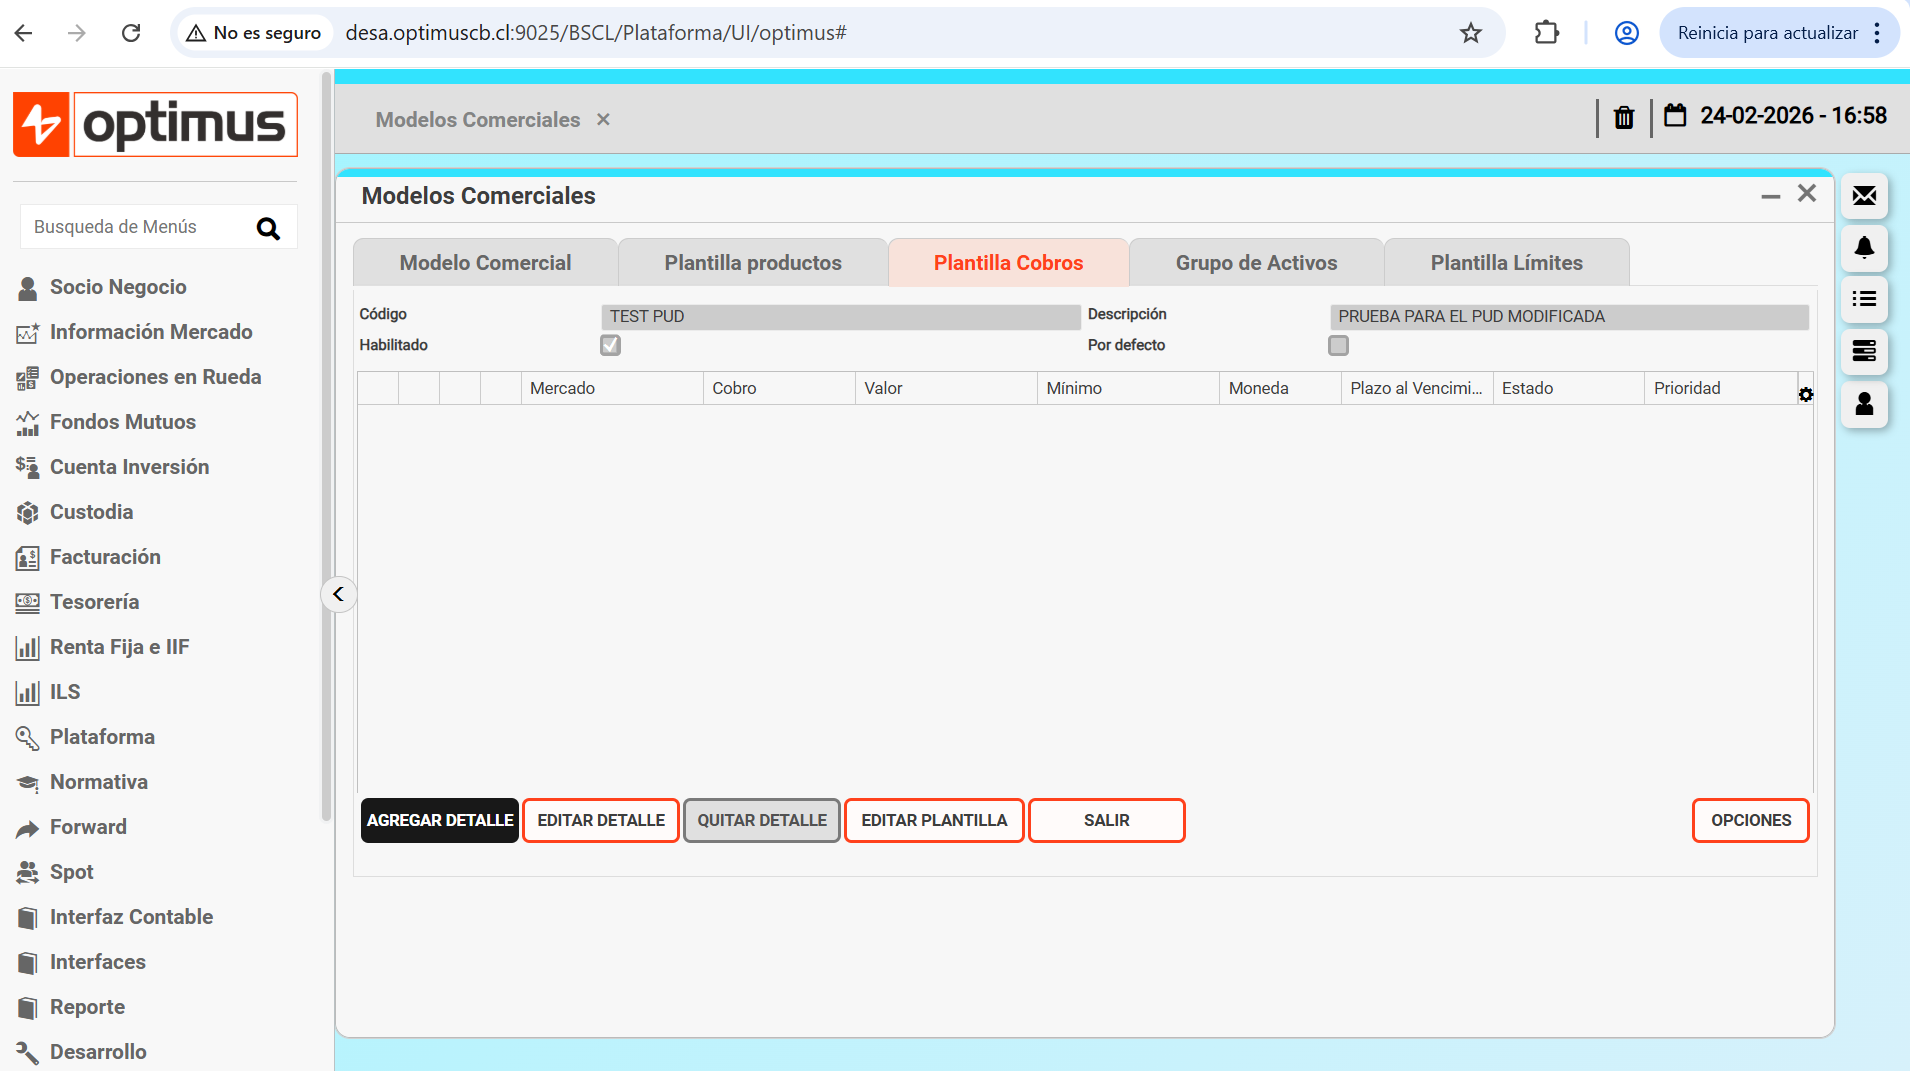 No es seguro
desa.optimuscb.cl:9025/BSCL/Plataforma/UI/optimus#
Reinicia para actualizar
optimus
Modelos Comerciales
24-02-2026 - 16:58
Busqueda de Menús
Socio Negocio
Información Mercado
Operaciones en Rueda
Fondos Mutuos
Cuenta Inversión
Custodia
Facturación
Tesorería
Renta Fija e IIF
ILS
Plataforma
Normativa
Forward
Spot
Interfaz Contable
Interfaces
Reporte
Desarrollo
Modelos Comerciales
Modelo Comercial
Plantilla productos
Plantilla Cobros
Grupo de Activos
Plantilla Límites
Código
TEST PUD
Descripción
PRUEBA PARA EL PUD MODIFICADA
Habilitado
Por defecto
Mercado
Cobro
Valor
Mínimo
Moneda
Plazo al Vencimi...
Estado
Prioridad
AGREGAR DETALLE
EDITAR DETALLE
QUITAR DETALLE
EDITAR PLANTILLA
SALIR
OPCIONES